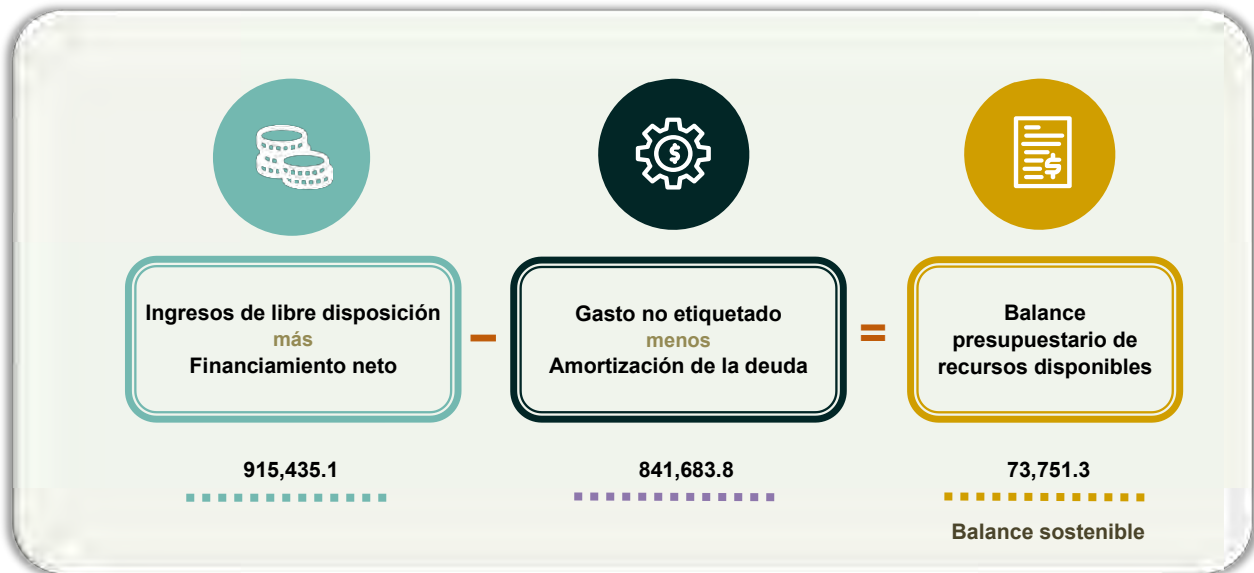 Ingresos de libre disposición
más
Financiamiento neto
–
Gasto no etiquetado
menos
Amortización de la deuda
=
Balance
presupuestario de
recursos disponibles
915,435.1
841,683.8
73,751.3
Balance sostenible